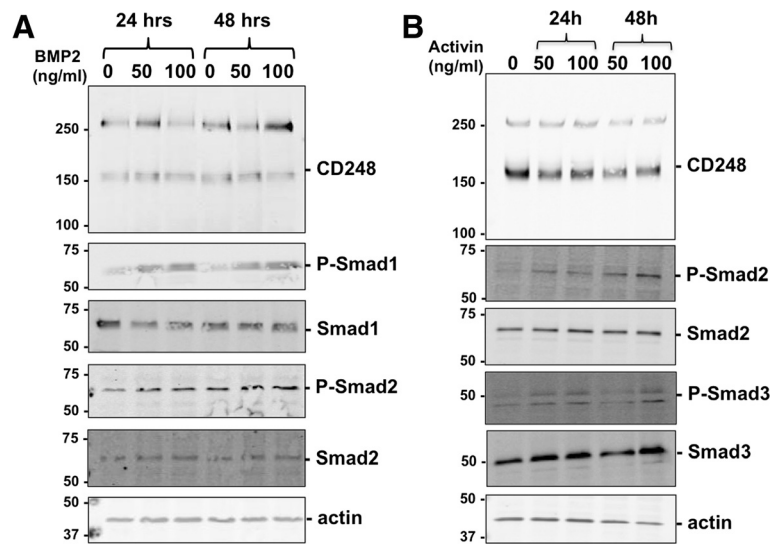 A
24 hrs 48 hrs
BMP2
(ng/ml) 0 50 100 0 50 100
250
CD248
150
100
75
P-Smad1
50
75
Smad1
50
75
P-Smad2
50
75
Smad2
50
50
actin
37
B
24h 48h
Activin
(ng/ml) 0 50 100 50 100
250
CD248
150
100
75
P-Smad2
50
75
Smad2
50
75
P-Smad3
50
Smad3
50
50
actin
37